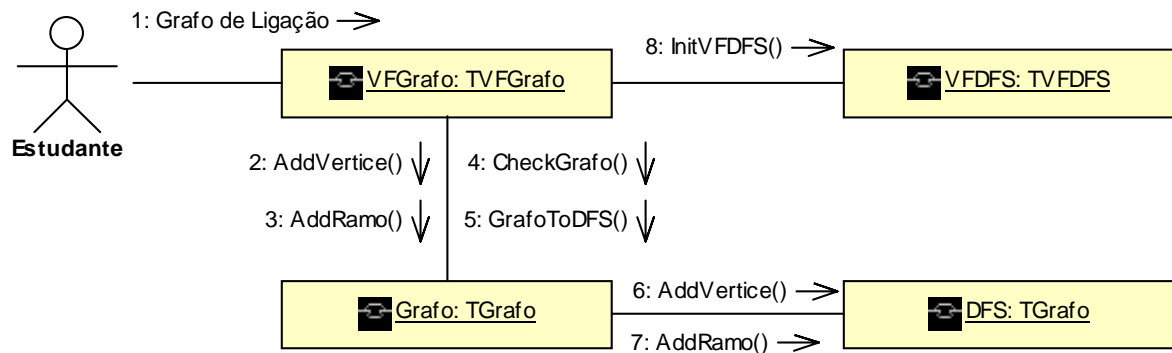 1: Grafo de Ligação
8: InitVFDFS()
VFGrafo: TVFGrafo
VFDFS: TVFDFS
Estudante
2: AddVertice()
4: CheckGrafo()
3: AddRamo()
5: GrafoToDFS()
6: AddVertice()
Grafo: TGrafo
DFS: TGrafo
7: AddRamo()